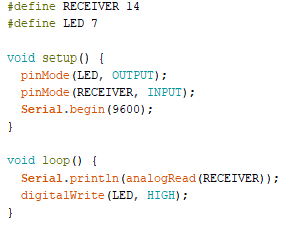 #define RECEIVER 14
#define LED 7

void setup() {
  pinMode(LED, OUTPUT);
  pinMode(RECEIVER, INPUT);
  Serial.begin(9600);
}

void loop() {
  Serial.println(analogRead(RECEIVER));
  digitalWrite(LED, HIGH);
}